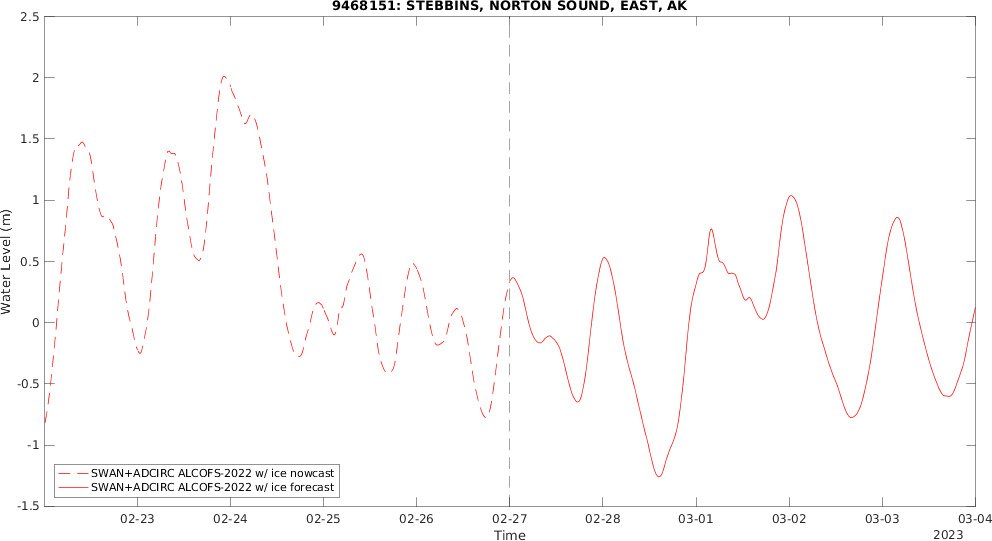 9468151: STEBBINS, NORTON SOUND, EAST, AK
Water Level (m)
2.5
2
1.5
1
0.5
0
-0.5
-1
-1.5
SWAN+ADCIRC ALCOFS-2022 w/ ice nowcast
SWAN+ADCIRC ALCOFS-2022 w/ ice forecast
02-23 02-24 02-25 02-26 02-27 02-28 03-01 03-02 03-03 03-04
Time
2023